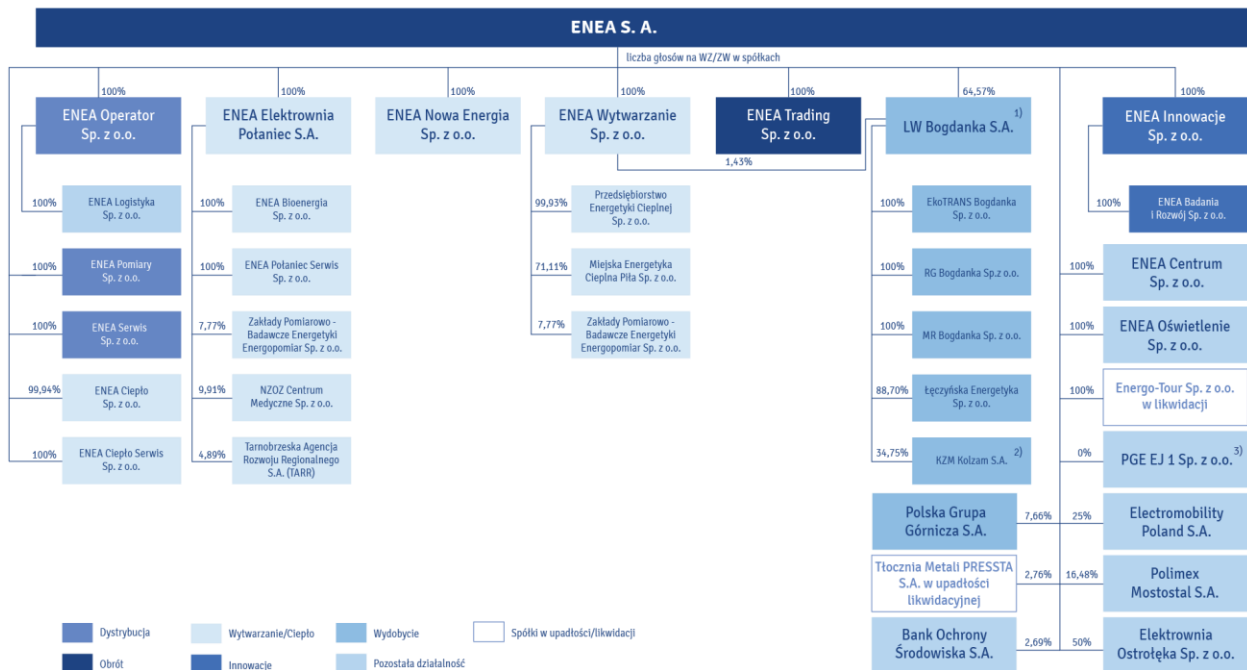 ENEA S. A.
liczba głosów na WZ/ZW w spółkach
100%
100%
100%
100%
100%
64,57%
100%
ENEA Operator
Sp. z o.o.
ENEA Elektrownia
Połaniec S.A.
ENEA Nowa Energia
Sp. z o.o.
ENEA Wytwarzanie
Sp. z o.o.
ENEA Trading
Sp. z o.o.
LW Bogdanka S.A. 1)
ENEA Innowacje
Sp. z o.o.
1,43%
100%
ENEA Logistyka
Sp. z o.o.
100%
ENEA Pomiary
Sp. z o.o.
100%
ENEA Serwis
Sp. z o.o.
99,94%
ENEA Ciepło
Sp. z o.o.
100%
ENEA Ciepło Serwis
Sp. z o.o.
100%
ENEA Bioenergia
Sp. z o.o.
100%
ENEA Połaniec Serwis
Sp. z o.o.
7,77%
Zakłady Pomiarowo -
Badawcze Energetyki
Energopomiar Sp. z o.o.
9,91%
NZOZ Centrum
Medyczne Sp. z o.o.
4,89%
Tarnobrzeska Agencja
Rozwoju Regionalnego
S.A. (TARR)
99,93%
Przedsiębiorstwo
Energetyki Cieplnej
Sp. z o.o.
71,11%
Miejska Energetyka
Cieplna Piła Sp. z o.o.
7,77%
Zakłady Pomiarowo -
Badawcze Energetyki
Energopomiar Sp. z o.o.
100%
EkoTRANS Bogdanka
Sp. z o.o.
100%
RG Bogdanka Sp.z o.o.
100%
MR Bogdanka Sp. z o.o.
88,70%
Łęczyńska Energetyka
Sp. z o.o.
34,75%
KZM Kolzam S.A. 2)
100%
ENEA Badania
i Rozwój Sp. z o.o.
100%
ENEA Centrum
Sp. z o.o.
100%
ENEA Oświetlenie
Sp. z o.o.
100%
Energo-Tour Sp. z o.o.
w likwidacji
0%
PGE EJ 1 Sp. z o.o. 3)
Polska Grupa
Górnicza S.A.
7,66%
25%
Electromobility
Poland S.A.
Tłocznia Metali PRESSTA
S.A. w upadłości
likwidacyjnej
2,76%
16,48%
Polimex
Mostostal S.A.
Bank Ochrony
Środowiska S.A.
2,69%
50%
Elektrownia
Ostrołęka Sp. z o.o.
Dystrybucja
Wytwarzanie/Ciepło
Wydobycie
Spółki w upadłości/likwidacji
Obrót
Innowacje
Pozostała działalność